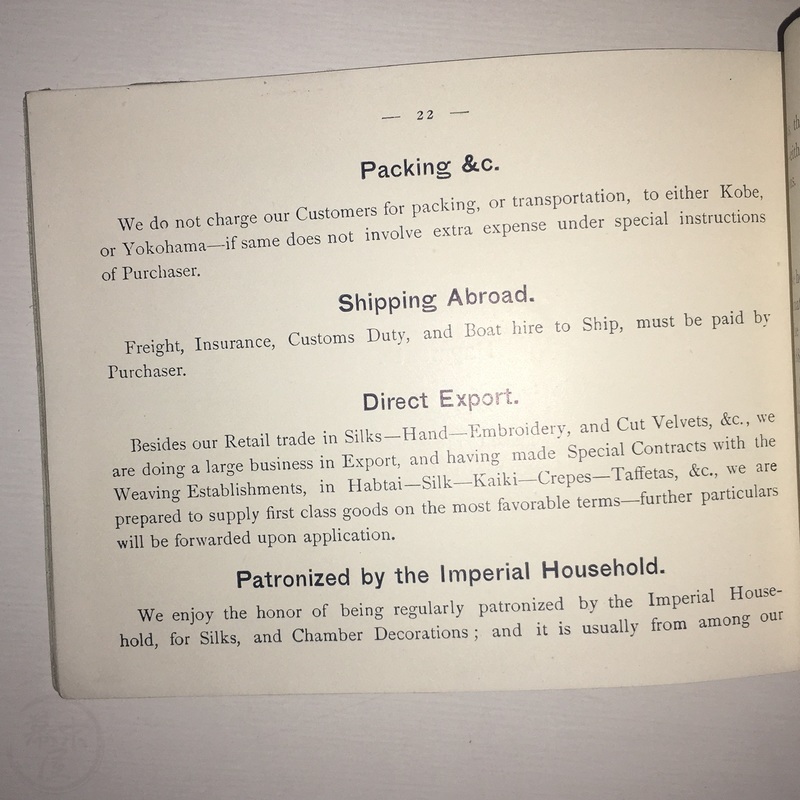 — 22 —
Packing &c.
We do not charge our Customers for packing, or transportation, to either Kobe,
or Yokohama—if same does not involve extra expense under special instructions
of Purchaser.
Shipping Abroad.
Freight, Insurance, Customs Duty, and Boat hire to Ship, must be paid by
Purchaser.
Direct Export.
Besides our Retail trade in Silks—Hand—Embroidery, and Cut Velvets, &c., we
are doing a large business in Export, and having made Special Contracts with the
Weaving Establishments, in Habtai—Silk—Kaiki—Crepes—Taffetas, &c., we are
prepared to supply first class goods on the most favorable terms—further particulars
will be forwarded upon application.
Patronized by the Imperial Household.
We enjoy the honor of being regularly patronized by the Imperial House-
hold, for Silks, and Chamber Decorations; and it is usually from among our